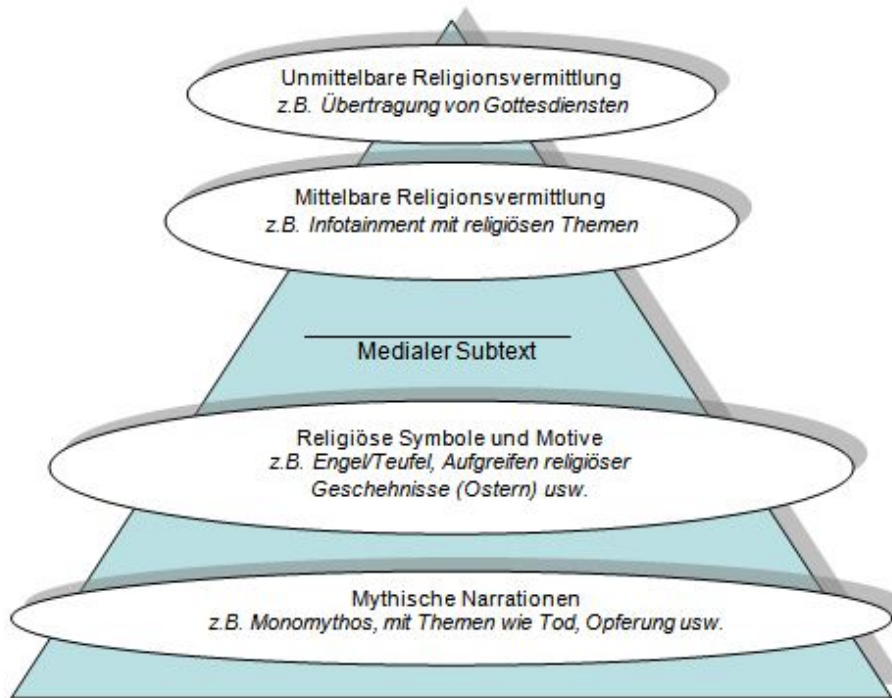 Unmittelbare Religionsvermittlung
z.B. Übertragung von Gottesdiensten
Mittelbare Religionsvermittlung
z.B. Infotainment mit religiösen Themen
Medialer Subtext
Religiöse Symbole und Motive
z.B. Engel/Teufel, Aufgreifen religiöser
Geschehnisse (Ostern) usw.
Mythische Narrationen
z.B. Monomythos, mit Themen wie Tod, Opferung usw.